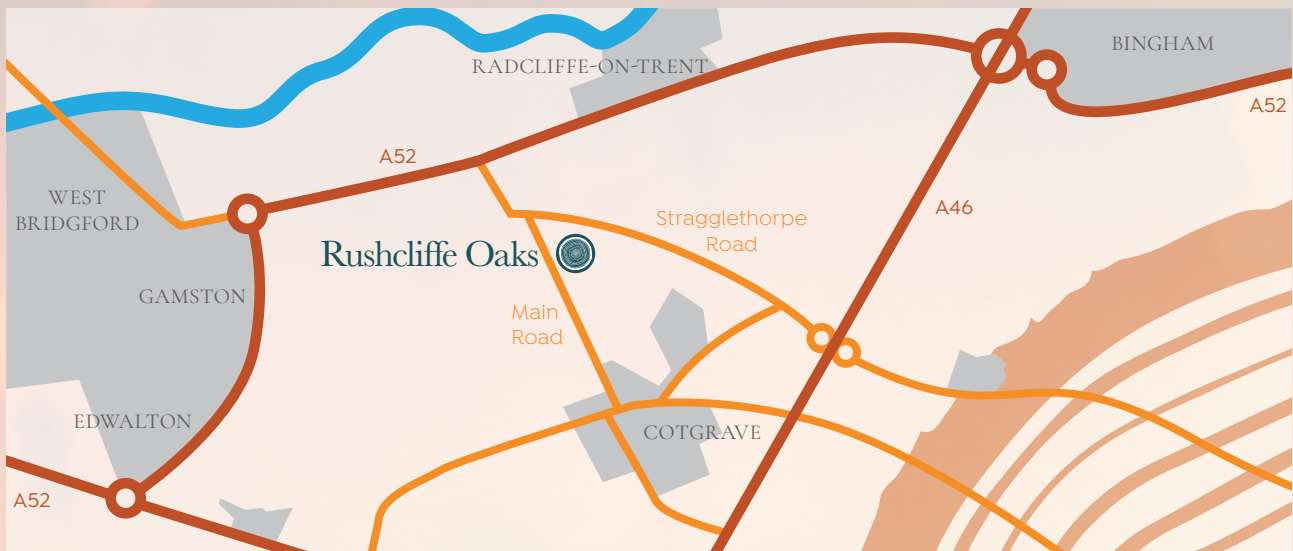 BINGHAM
RADCLIFFE-ON-TRENT
A52
A52
WEST
BRIDGFORD
A46
Stragglethorpe
Road
Rushcliffe Oaks
GAMSTON
Main
Road
EDWALTON
COTGRAVE
A52